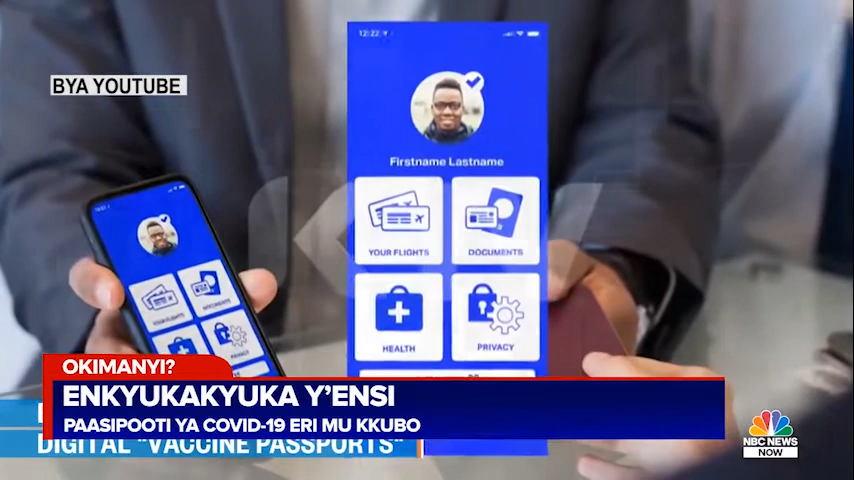 BYA YOUTUBE
12:22
Firstname Lastname
YOUR FLIGHTS
DOCUMENTS
HEALTH
PRIVACY
YOUR FLIGHTS
DOCUMENTS
PRIVACY
OKIMANYI?
ENKYUKAKYUKA Y'ENSI
PAASIPOOTI YA COVID-19 ERI MU KKUBO
DIGITAL "VACCINE PASSPORTS"
NBC NEWS
NOW